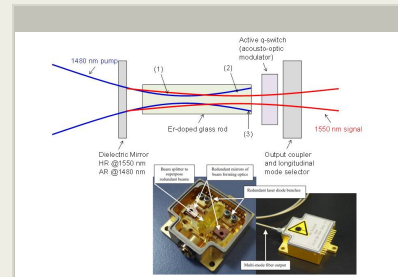 Active q-switch
(acousto-optic
modulator)
1480 nm pump
(1)
(2)
Er-doped glass rod
(3)
1550 nm signal
Dielectric Mirror
HR @1550 nm
AR @1480 nm
Output coupler
and longitudinal
mode selector
Beam splitter to
superpose
redundant beams
Redundant mirrors of
beam forming optics
Redundant laser diode benches
Multi-mode fiber output